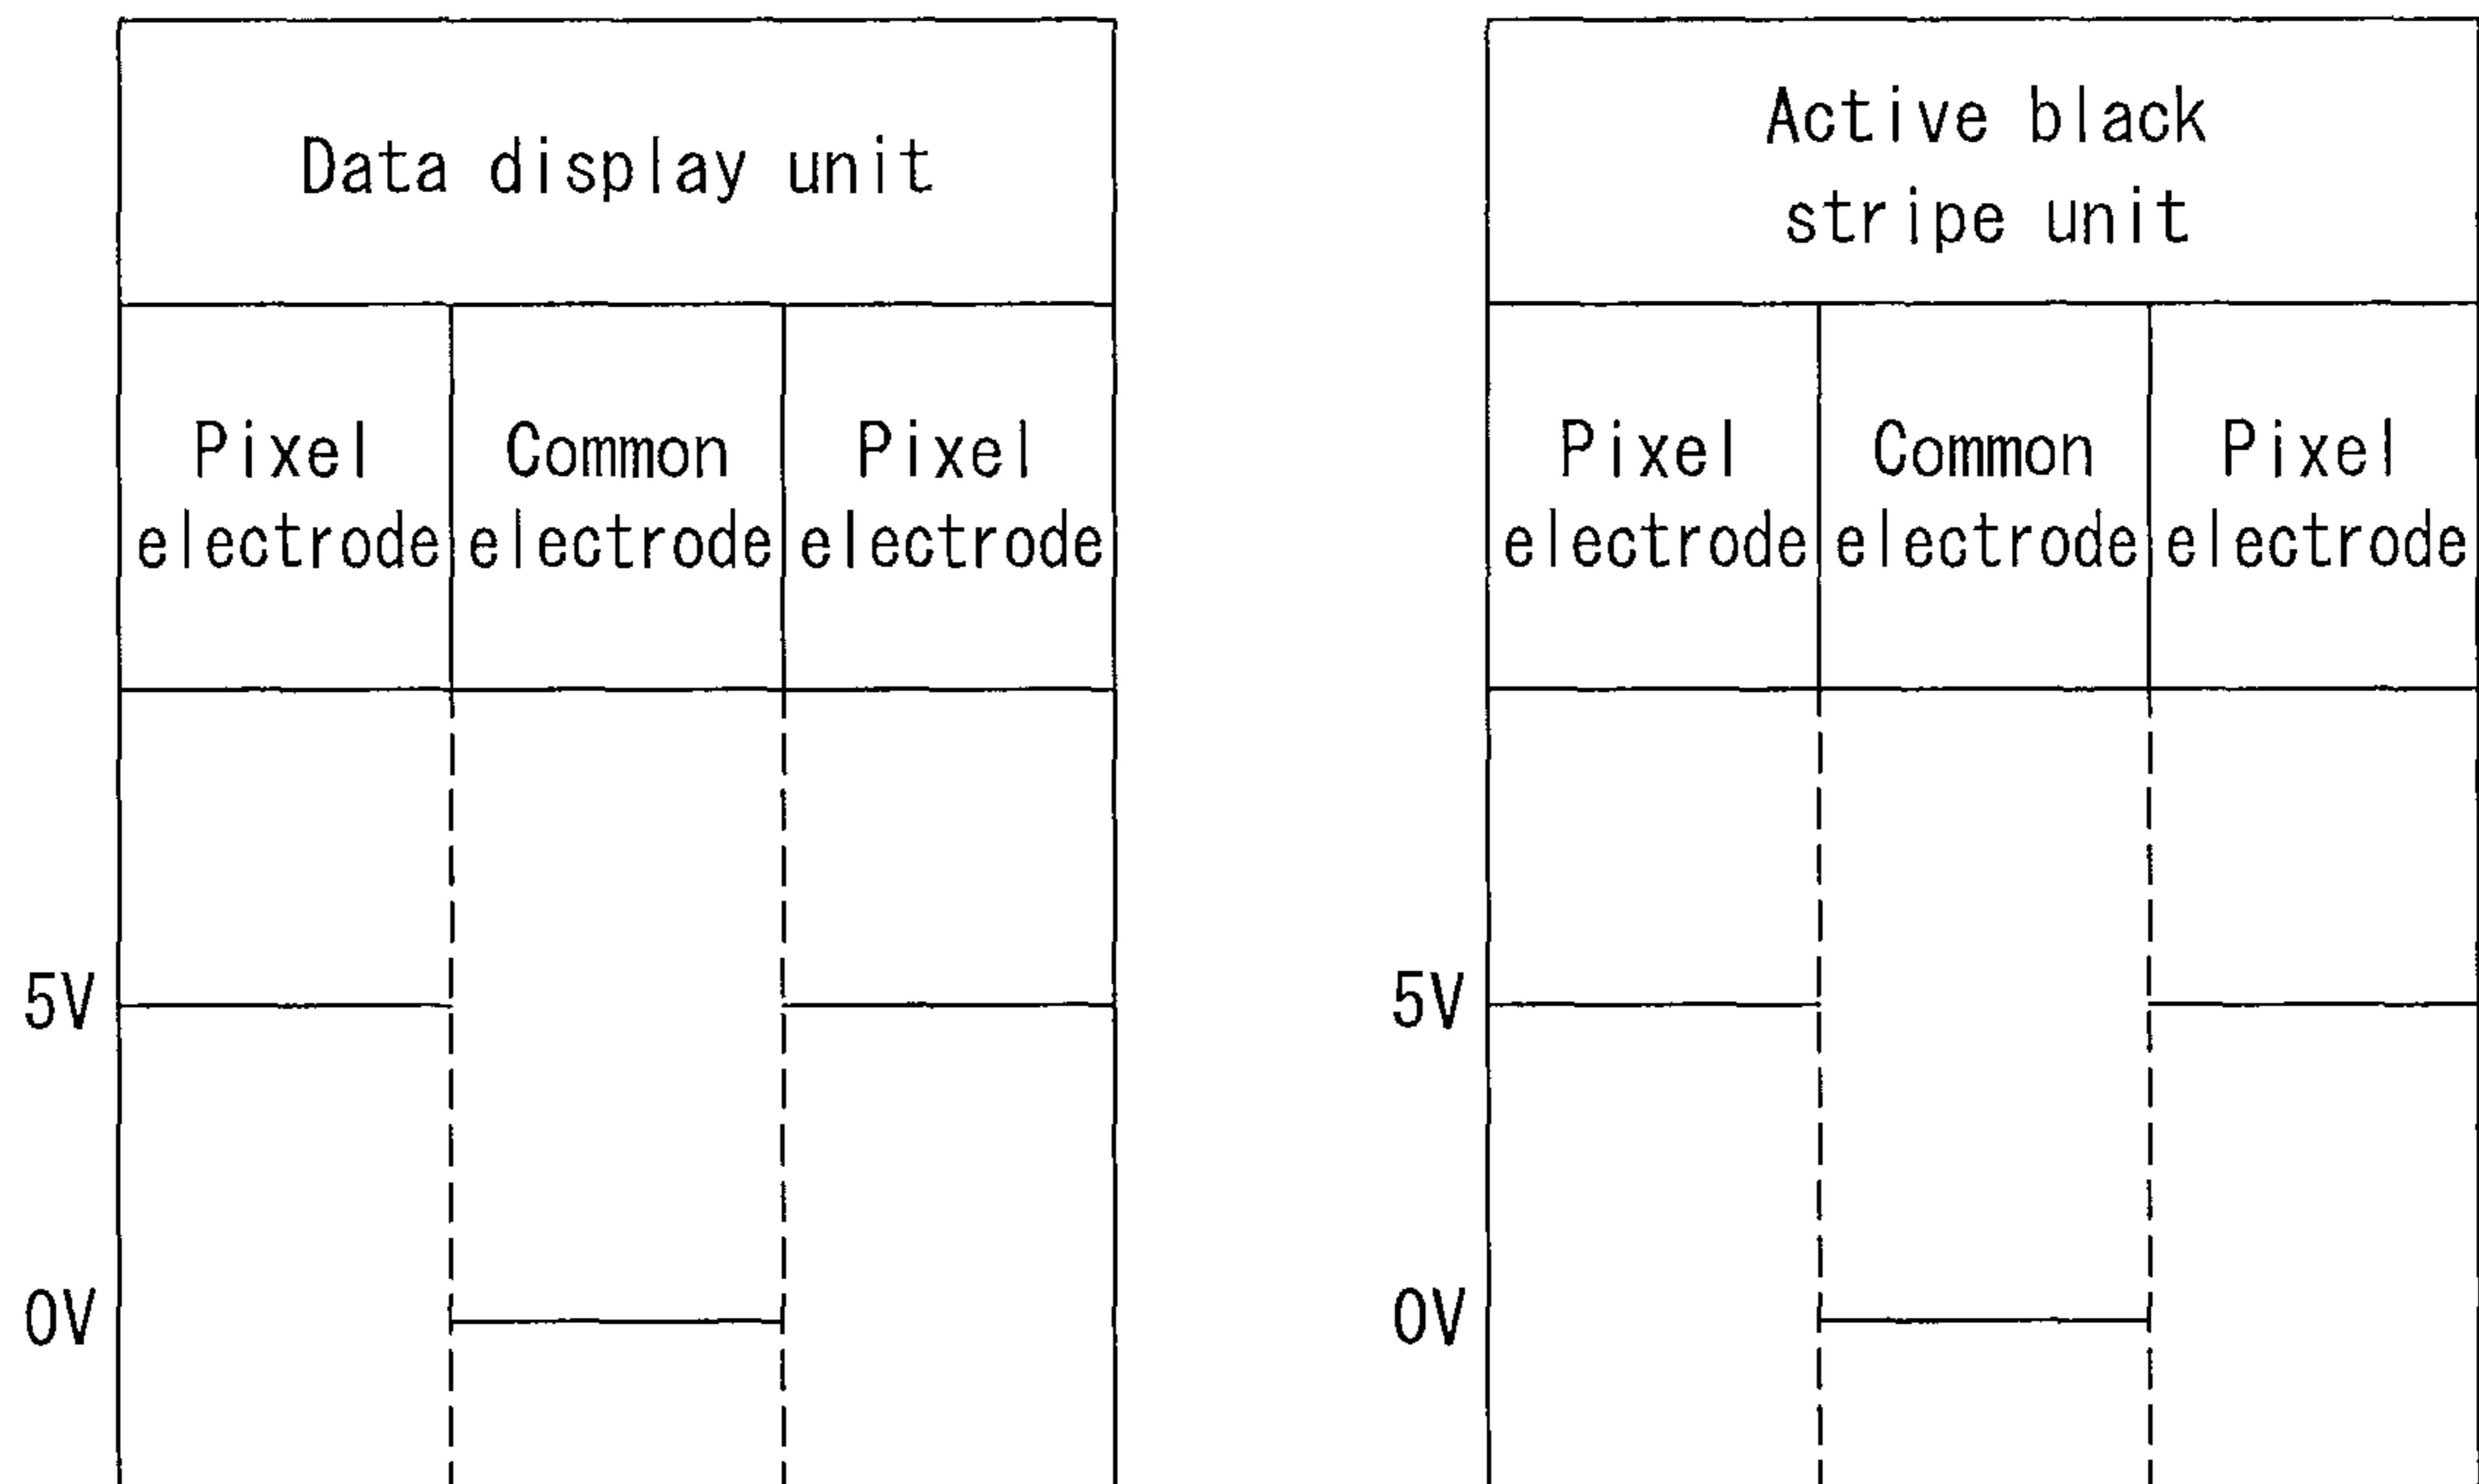 Data display unit
Pixel
electrode
Common
electrode
Pixel
electrode
5V
0V
Active black
stripe unit
Pixel
electrode
Common
electrode
Pixel
electrode
5V
0V